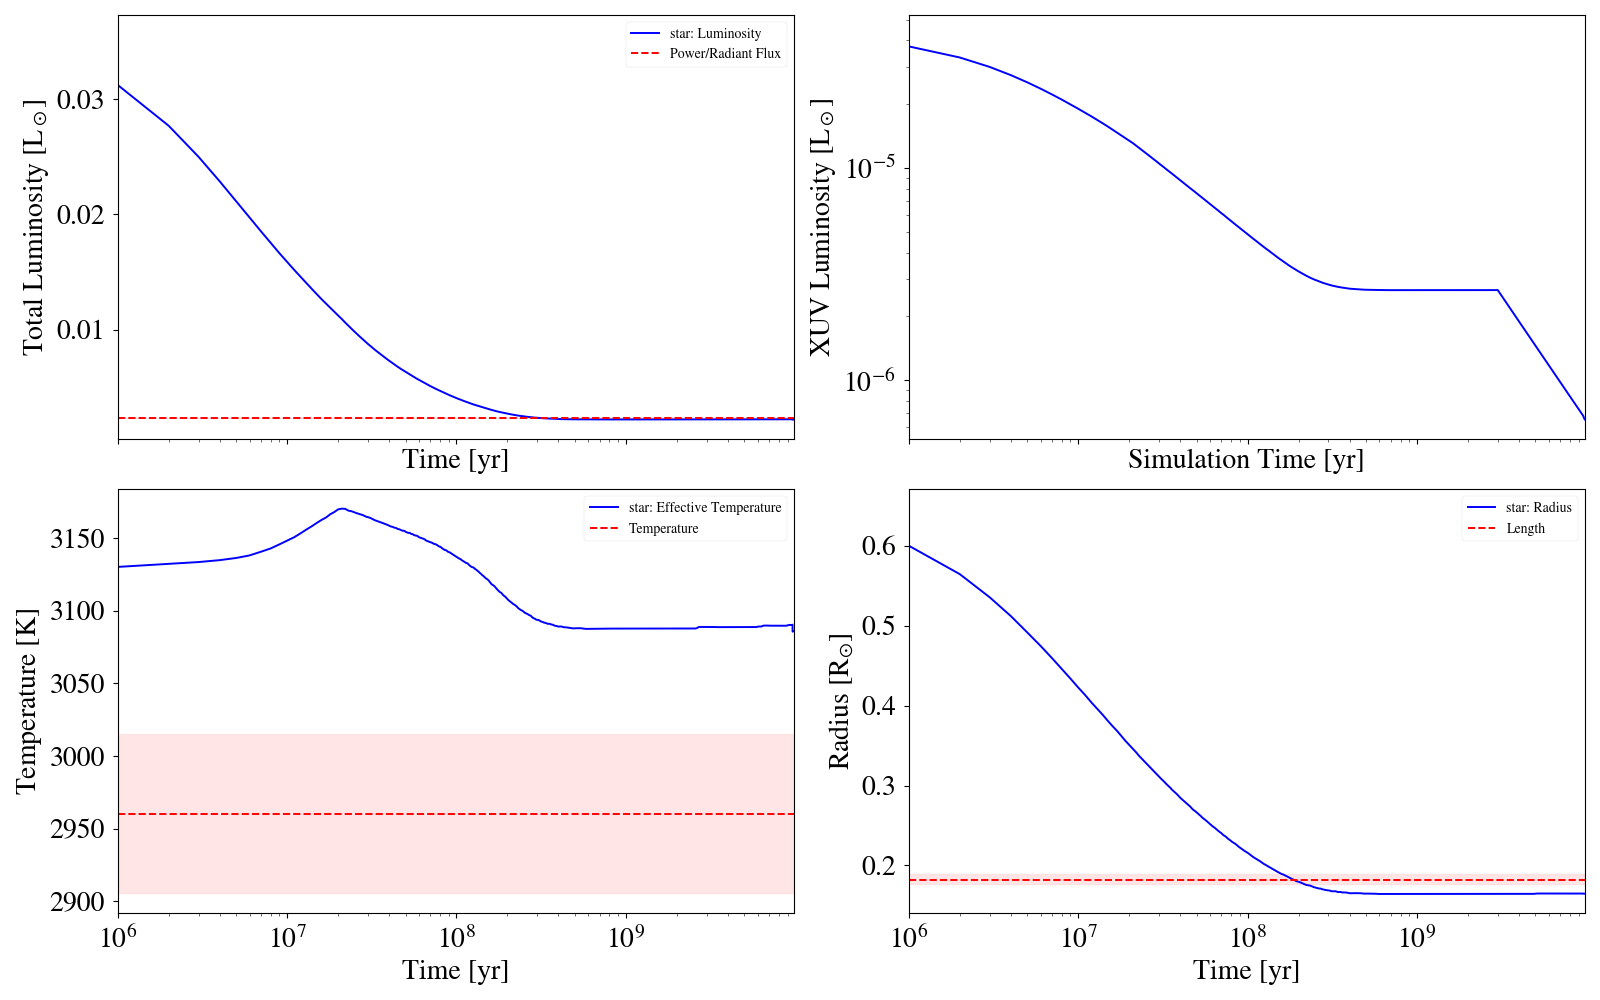 Total Luminosity [L⊙]
0.03
0.02
0.01
star: Luminosity
Power/Radiant Flux
Time [yr]
XUV Luminosity [L⊙]
10⁻⁵
10⁻⁶
Simulation Time [yr]
Temperature [K]
3150
3100
3050
3000
2950
2900
star: Effective Temperature
Temperature
10⁶ 10⁷ 10⁸ 10⁹
Time [yr]
Radius [R⊙]
0.6
0.5
0.4
0.3
0.2
star: Radius
Length
10⁶ 10⁷ 10⁸ 10⁹
Time [yr]